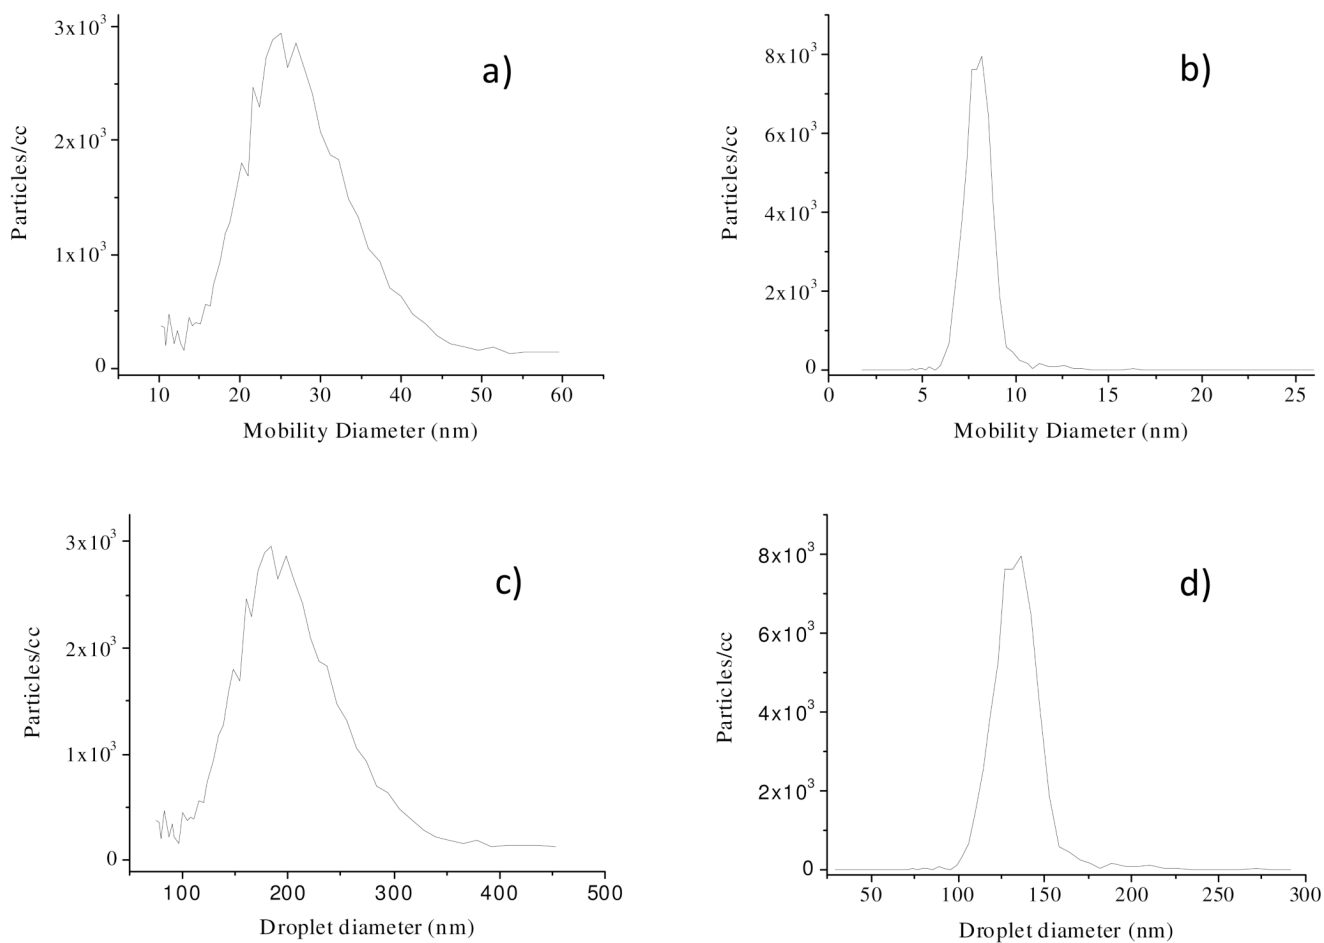 a)
Particles/cc
3x10³
2x10³
1x10³
0
10 20 30 40 50 60
Mobility Diameter (nm)
b)
Particles/cc
8x10³
6x10³
4x10³
2x10³
0
0 5 10 15 20 25
Mobility Diameter (nm)
c)
Particles/cc
3x10³
2x10³
1x10³
0
100 200 300 400 500
Droplet diameter (nm)
d)
Particles/cc
8x10³
6x10³
4x10³
2x10³
0
50 100 150 200 250 300
Droplet diameter (nm)